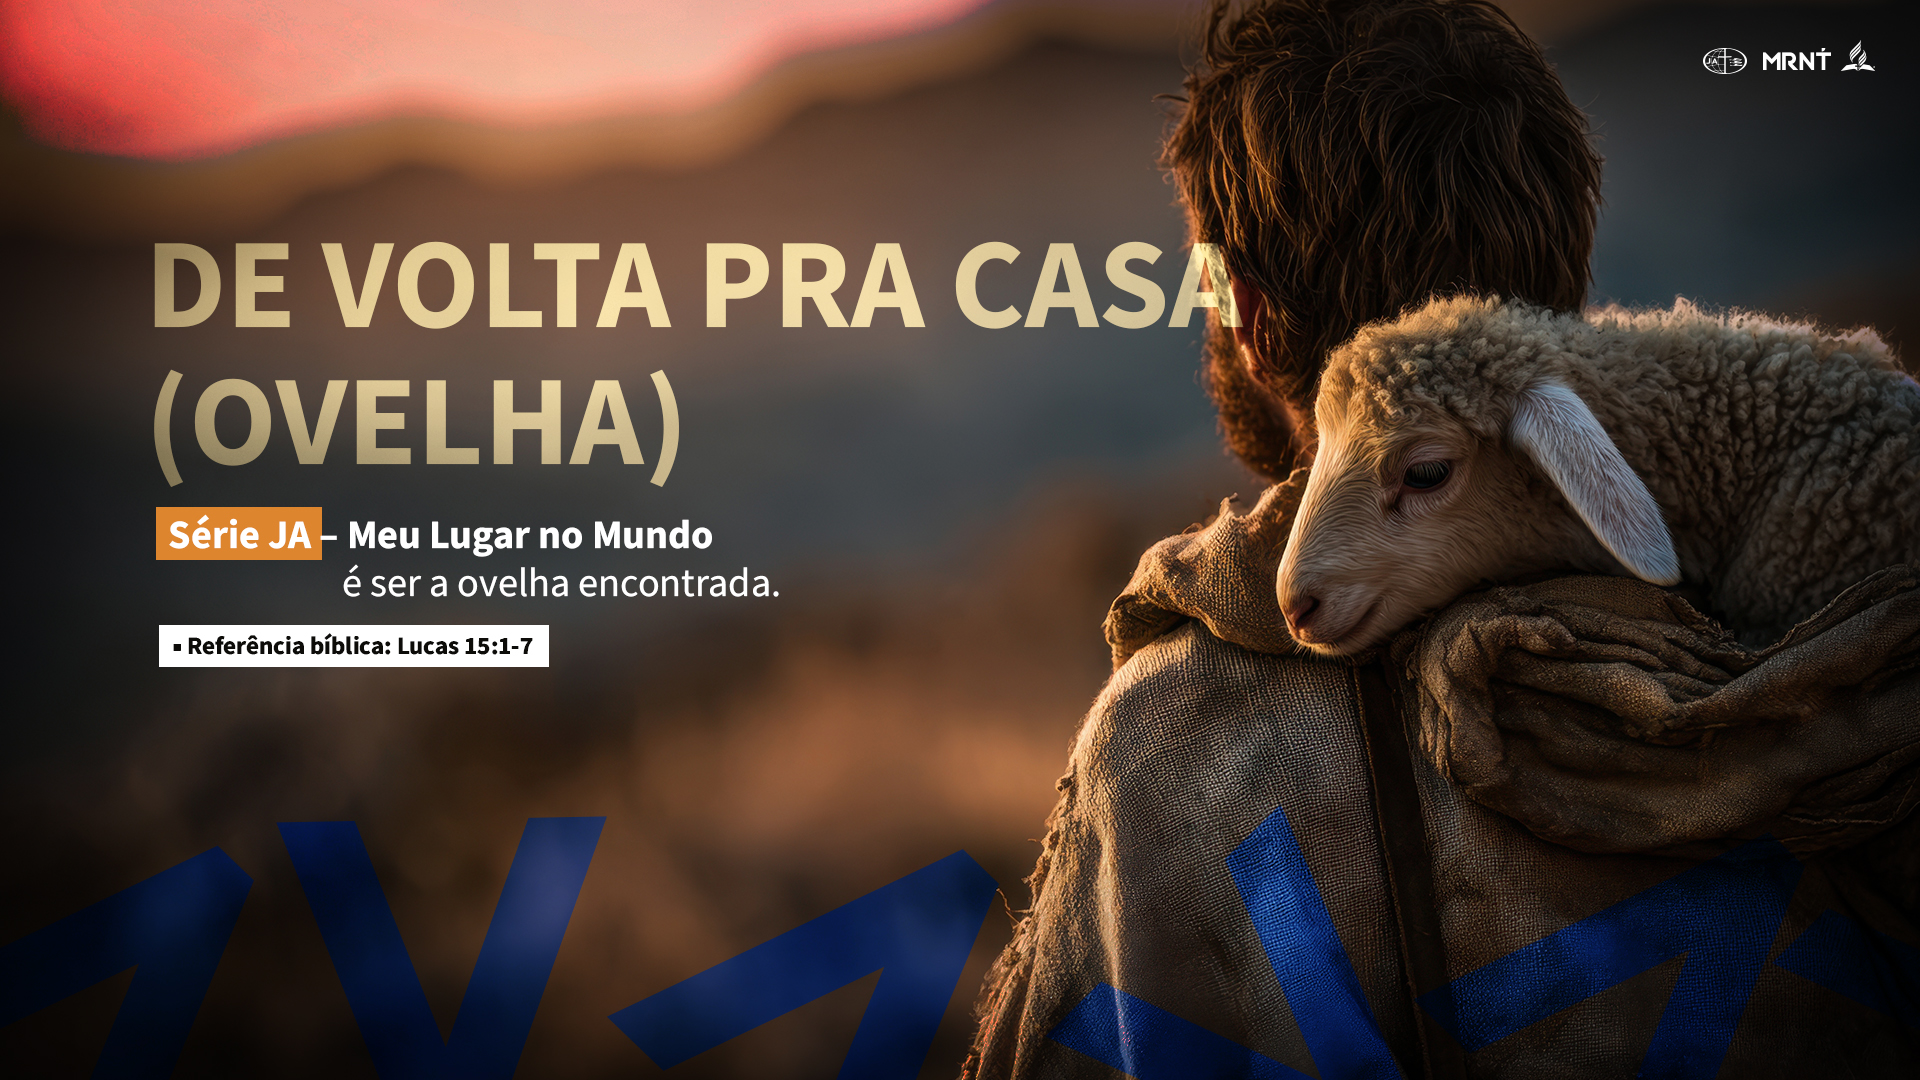 MRNT
DE VOLTA PRA CASA
(OVELHA)
Série JA – Meu Lugar no Mundo
é ser a ovelha encontrada.
▪ Referência bíblica: Lucas 15:1-7